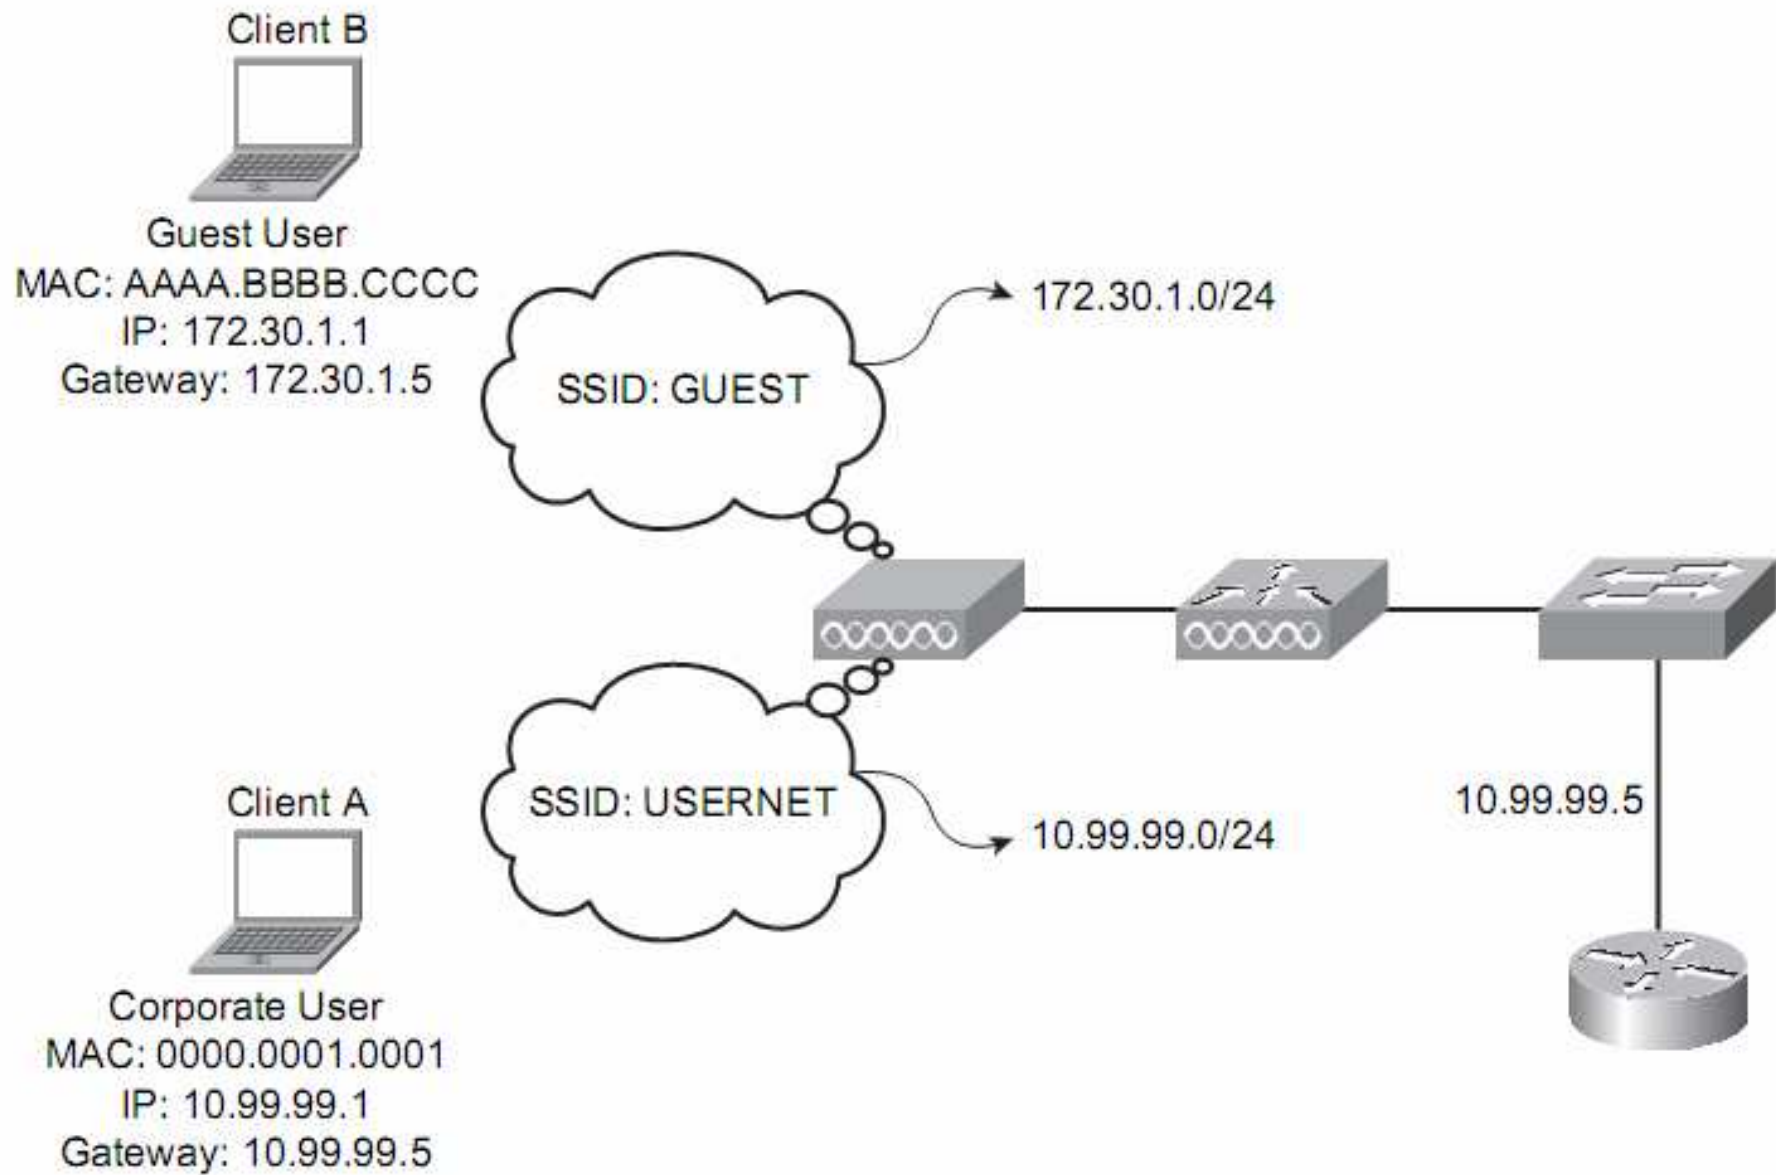 Client B
Guest User
MAC: AAAA.BBBB.CCCC
IP: 172.30.1.1
Gateway: 172.30.1.5
172.30.1.0/24
SSID: GUEST
SSID: USERNET
10.99.99.5
10.99.99.0/24
Client A
Corporate User
MAC: 0000.0001.0001
IP: 10.99.99.1
Gateway: 10.99.99.5